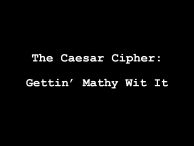 The Caesar Cipher:
Gettin’ Mathy Wit It